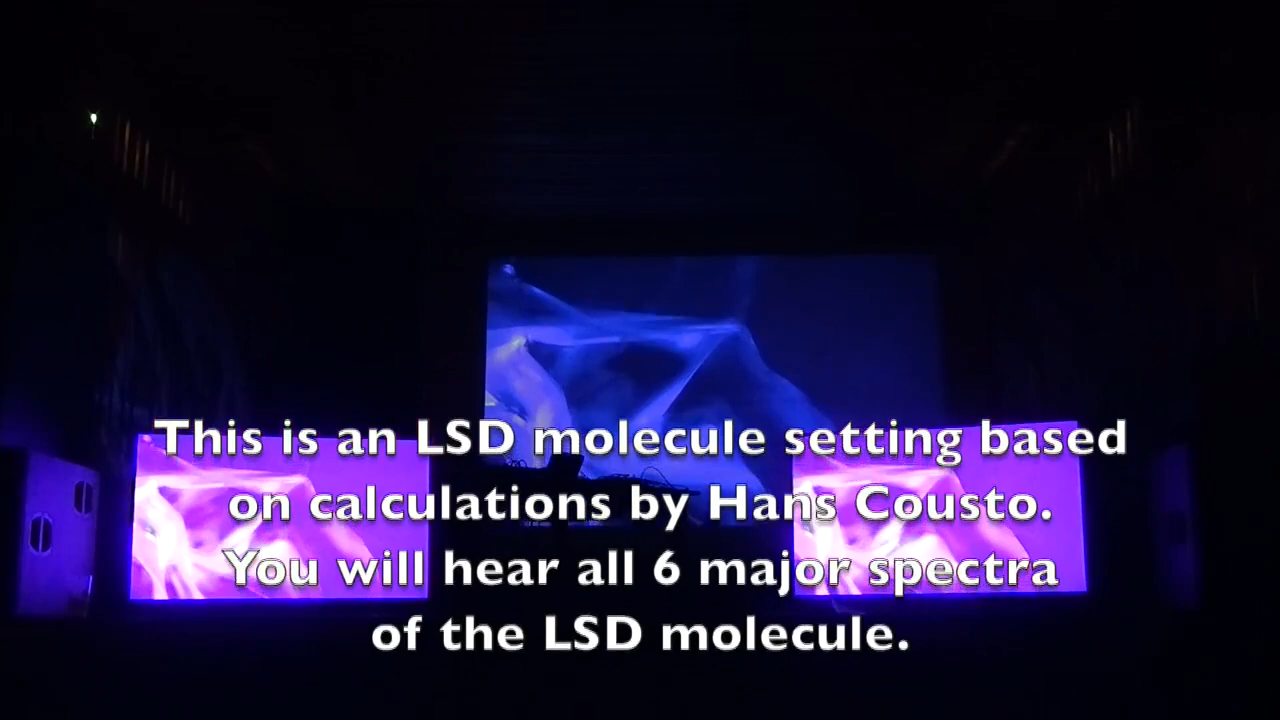 This is an LSD molecule setting based
on calculations by Hans Cousto.
You will hear all 6 major spectra
of the LSD molecule.